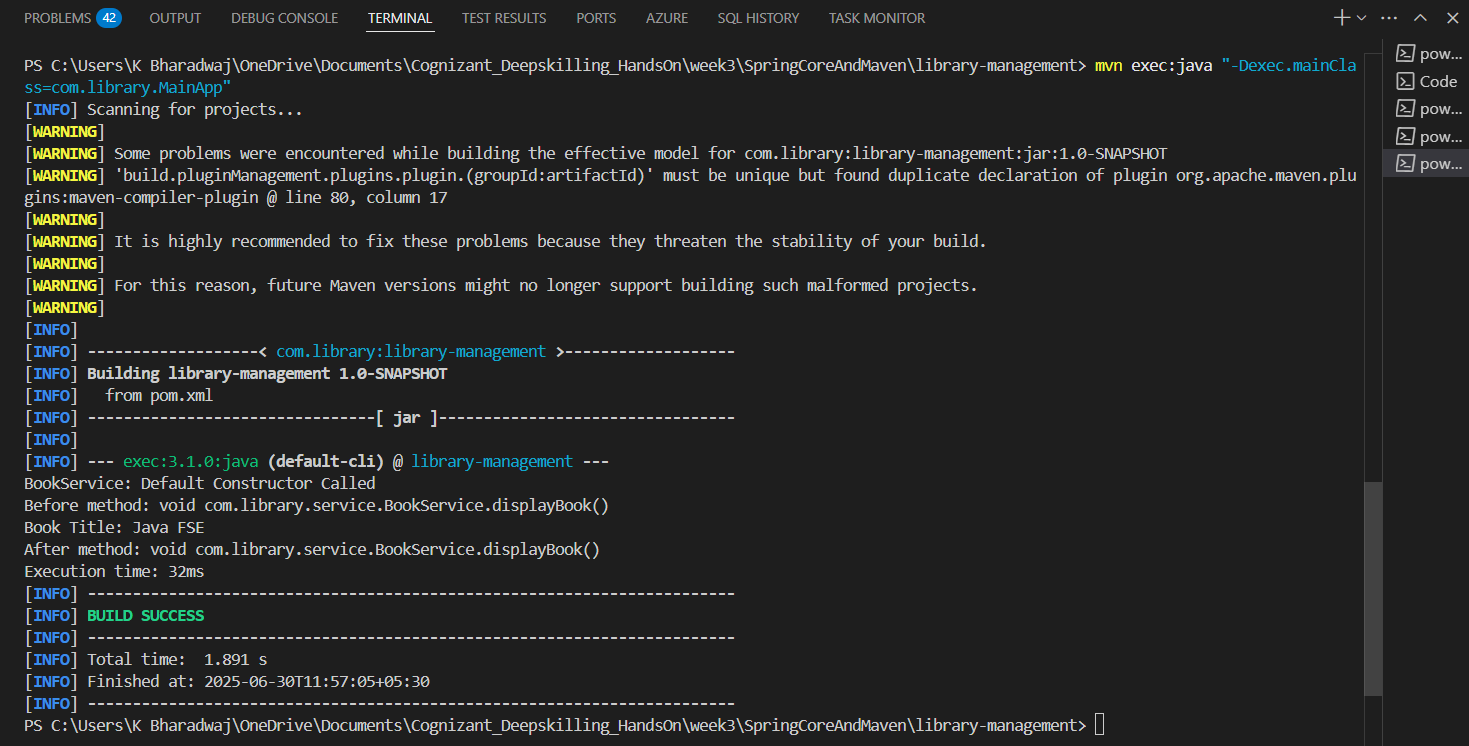 PROBLEMS 42 OUTPUT DEBUG CONSOLE TERMINAL TEST RESULTS PORTS AZURE SQL HISTORY TASK MONITOR
PS C:\Users\K Bharadwaj\OneDrive\Documents\Cognizant_Deepskilling_HandsOn\week3\SpringCoreAndMaven\library-management> mvn exec:java "-Dexec.mainCla
ss=com.library.MainApp"
[INFO] Scanning for projects...
[WARNING]
[WARNING] Some problems were encountered while building the effective model for com.library:library-management:jar:1.0-SNAPSHOT
[WARNING] 'build.pluginManagement.plugins.plugin.(groupId:artifactId)' must be unique but found duplicate declaration of plugin org.apache.maven.plu
gins:maven-compiler-plugin @ line 80, column 17
[WARNING]
[WARNING] It is highly recommended to fix these problems because they threaten the stability of your build.
[WARNING]
[WARNING] For this reason, future Maven versions might no longer support building such malformed projects.
[WARNING]
[INFO]
[INFO] -------------------< com.library:library-management >-------------------
[INFO] Building library-management 1.0-SNAPSHOT
[INFO]   from pom.xml
[INFO] --------------------------------[ jar ]---------------------------------
[INFO]
[INFO] --- exec:3.1.0:java (default-cli) @ library-management ---
BookService: Default Constructor Called
Before method: void com.library.service.BookService.displayBook()
Book Title: Java FSE
After method: void com.library.service.BookService.displayBook()
Execution time: 32ms
[INFO] ------------------------------------------------------------------------
[INFO] BUILD SUCCESS
[INFO] ------------------------------------------------------------------------
[INFO] Total time:  1.891 s
[INFO] Finished at: 2025-06-30T11:57:05+05:30
[INFO] ------------------------------------------------------------------------
PS C:\Users\K Bharadwaj\OneDrive\Documents\Cognizant_Deepskilling_HandsOn\week3\SpringCoreAndMaven\library-management>
pow...
Code
pow...
pow...
pow...